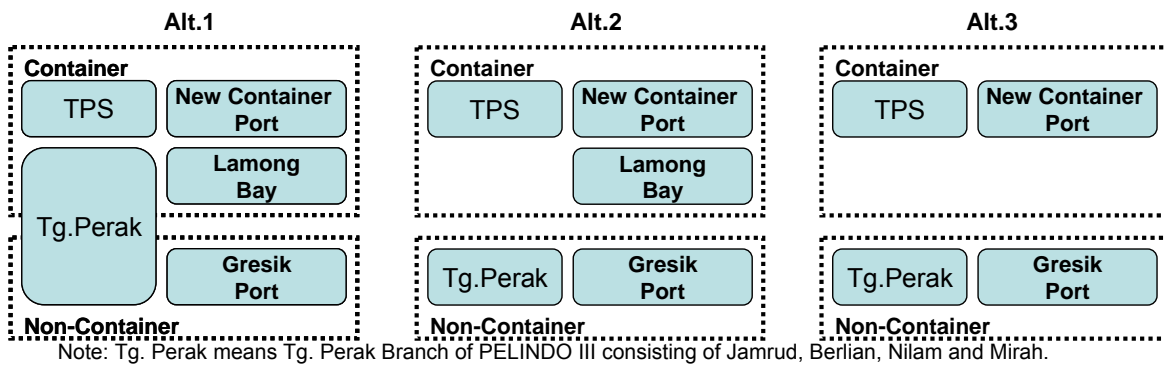 Alt.1
Container
TPS
New Container
Port
Lamong
Bay
Tg.Perak
Gresik
Port
Non-Container
Alt.2
Container
TPS
New Container
Port
Lamong
Bay
Tg.Perak
Gresik
Port
Non-Container
Alt.3
Container
TPS
New Container
Port
Tg.Perak
Gresik
Port
Non-Container
Note: Tg. Perak means Tg. Perak Branch of PELINDO III consisting of Jamrud, Berlian, Nilam and Mirah.